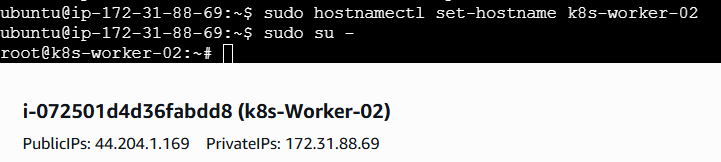 ubuntu@ip-172-31-88-69:~$ sudo hostnamectl set-hostname k8s-worker-02
ubuntu@ip-172-31-88-69:~$ sudo su -
root@k8s-worker-02:~#
i-072501d4d36fabdd8 (k8s-Worker-02)
PublicIPs: 44.204.1.169 PrivateIPs: 172.31.88.69